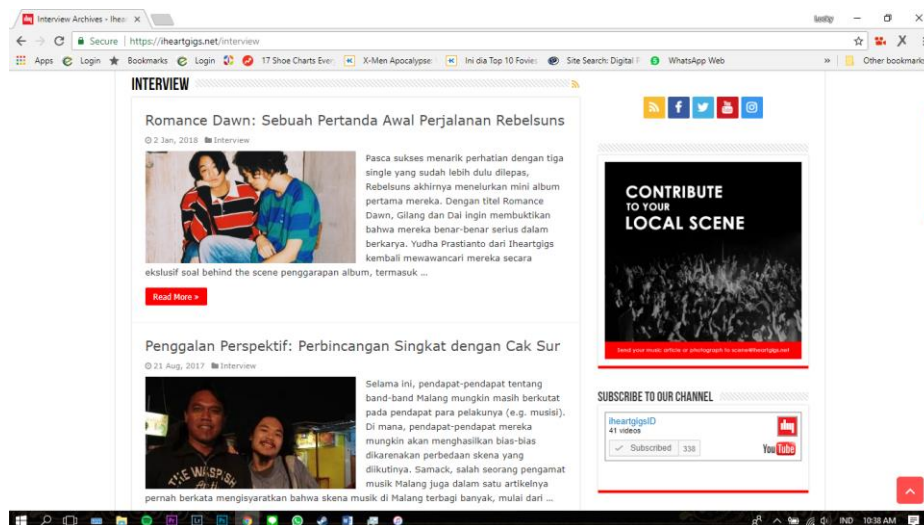 Interview Archives - Ihea
Secure | https://iheartgigs.net/interview
Apps Login Bookmarks Login 17 Shoe Charts Ever X-Men Apocalypse: Ini dia Top 10 Site Search: Digital F WhatsApp Web » Other bookmarks
INTERVIEW
Romance Dawn: Sebuah Pertanda Awal Perjalanan Rebelsuns
2 Jan, 2018 Interview
Pasca sukses menarik perhatian dengan tiga
single yang sudah lebih dulu dilepas,
Rebelsuns akhirnya menelurkan mini album
pertama mereka. Dengan titel Romance
Dawn, Gilang dan Dai ingin membuktikan
bahwa mereka benar-benar serius dalam
berkarya. Yudha Prastianto dari Iheartgigs
kembali mewawancari mereka secara
ekslusif soal behind the scene penggarapan album, termasuk ...
Read More »
Penggalan Perspektif: Perbincangan Singkat dengan Cak Sur
21 Aug, 2017 Interview
Selama ini, pendapat-pendapat tentang
band-band Malang mungkin masih berkutat
pada pendapat para pelakunya (e.g. musisi).
Di mana, pendapat-pendapat mereka
mungkin akan menghasilkan bias-bias
dikarenakan perbedaan skena yang
diikutinya. Samack, salah seorang pengamat
musik Malang juga dalam satu artikelnya
pernah berkata mengisyaratkan bahwa skena musik di Malang terbagi banyak, mulai dari ...
CONTRIBUTE
TO YOUR
LOCAL SCENE
Send your music article or photograph to scene@iheartgigs.net
SUBSCRIBE TO OUR CHANNEL
iheartgigsID
41 videos
Subscribed 338
YouTube
IND 10:38 AM